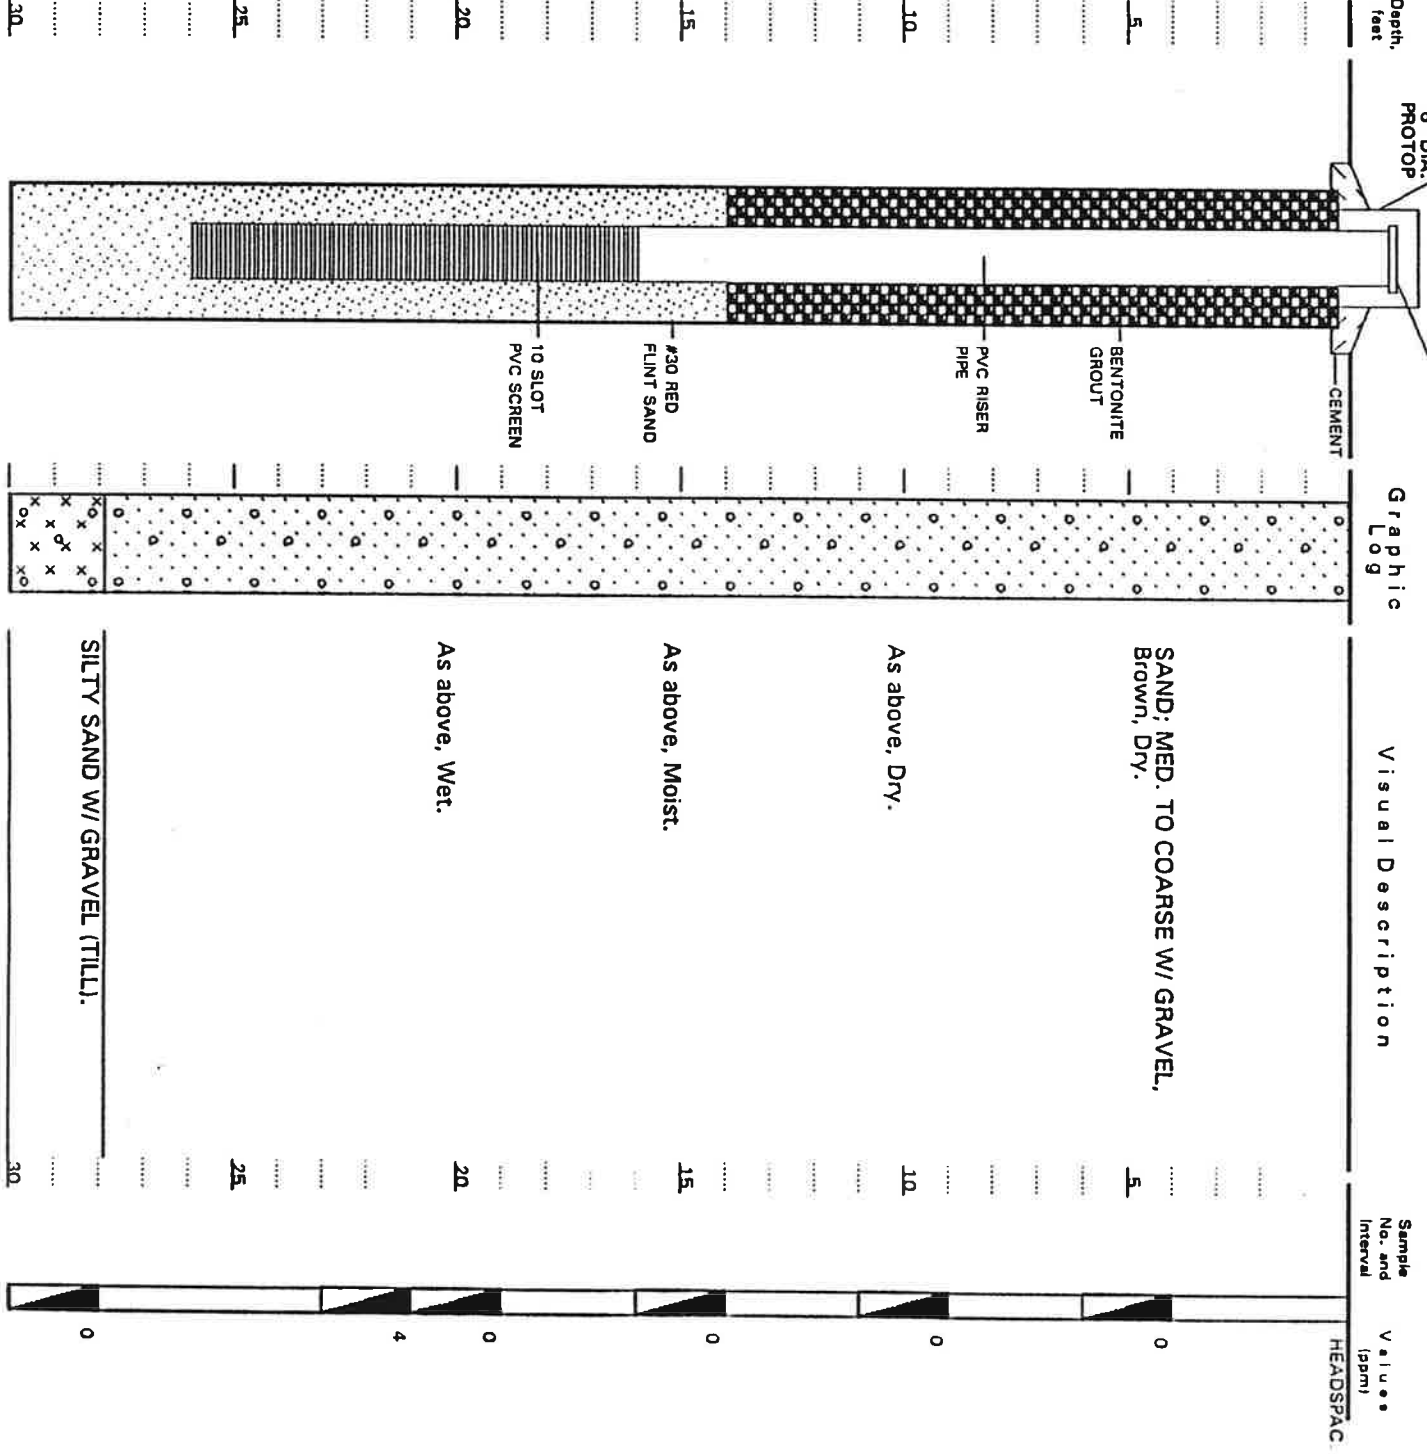 Depth,
feet
PROTOP
CEMENT
Graphic
Log
Visual Description
Sample
No. and
Interval
Values
(ppm)
HEADSPAC
5
BENTONITE
GROUT
SAND; MED. TO COARSE W/ GRAVEL,
Brown, Dry.
5
0
PVC RISER
PIPE
10
As above, Dry.
10
0
#30 RED
FLINT SAND
15
As above, Moist.
15
0
10 SLOT
PVC SCREEN
20
As above, Wet.
20
0
4
25
25
SILTY SAND W/ GRAVEL (TILL).
0
30
30